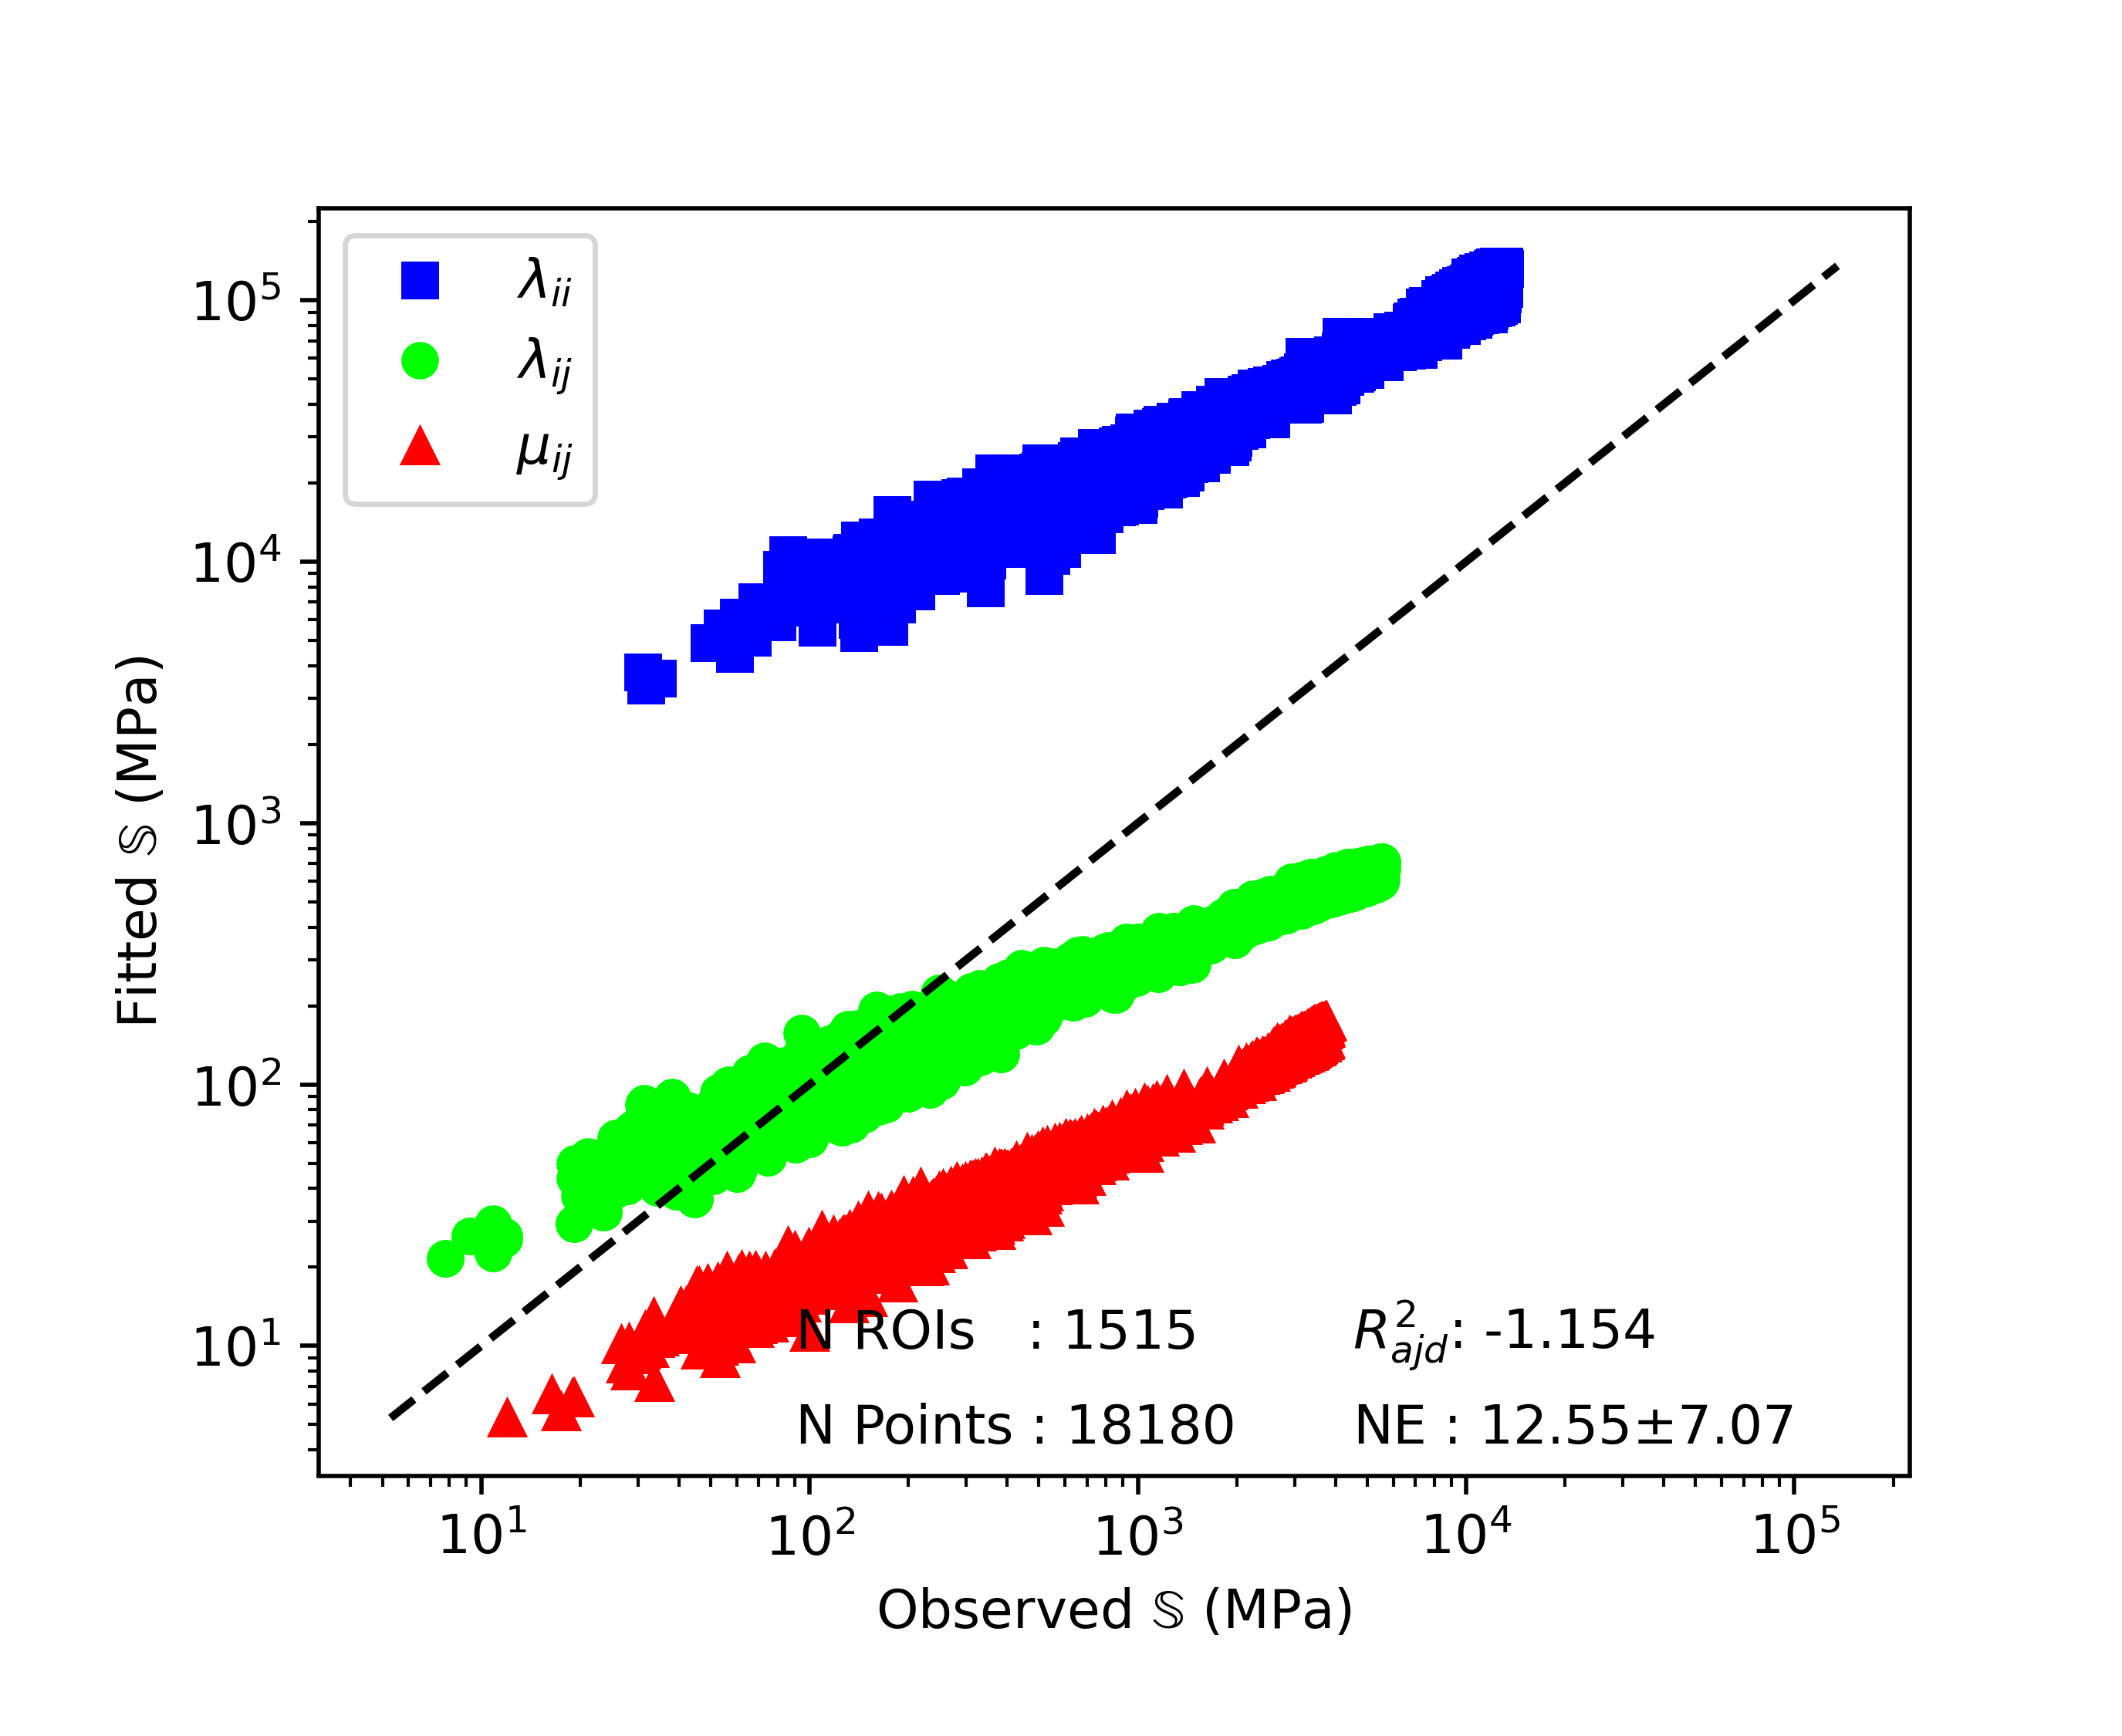 λii
λij
μij
10^5
10^4
10^3
10^2
10^1
Fitted 𝕊 (MPa)
N ROIs : 1515
R^2_ajd: -1.154
N Points : 18180
NE : 12.55±7.07
10^1 10^2 10^3 10^4 10^5
Observed 𝕊 (MPa)